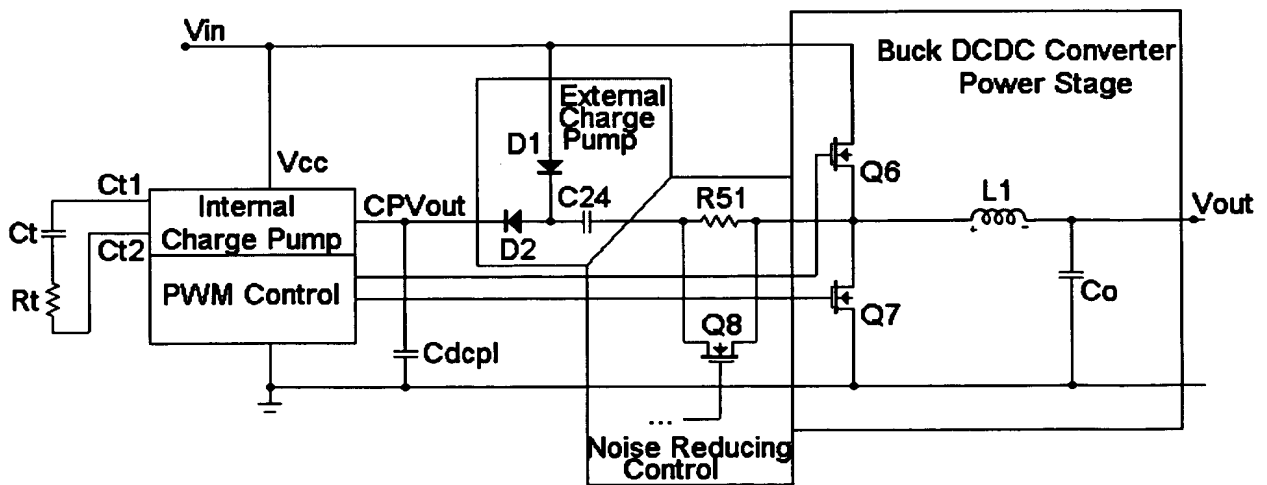 Vin
Buck DCDC Converter
Power Stage
External
Charge
Pump
D1
Vcc
Q6
Ct1
Internal
Charge Pump
CPVout
C24
R51
L1
Vout
Ct
Ct2
D2
PWM Control
Rt
Q7
Co
Q8
Cdcpl
...
Noise Reducing
Control